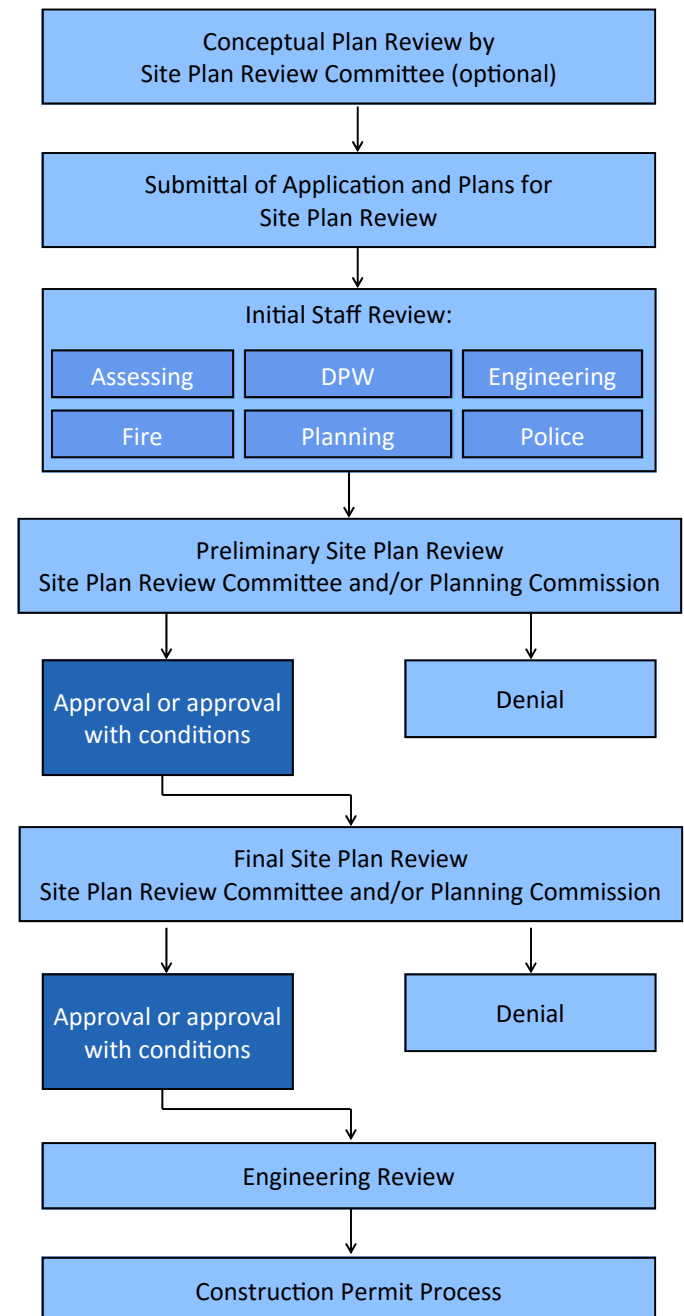 Conceptual Plan Review by
Site Plan Review Committee (optional)
Submittal of Application and Plans for
Site Plan Review
Initial Staff Review:
Assessing
DPW
Engineering
Fire
Planning
Police
Preliminary Site Plan Review
Site Plan Review Committee and/or Planning Commission
Approval or approval
with conditions
Denial
Final Site Plan Review
Site Plan Review Committee and/or Planning Commission
Approval or approval
with conditions
Denial
Engineering Review
Construction Permit Process